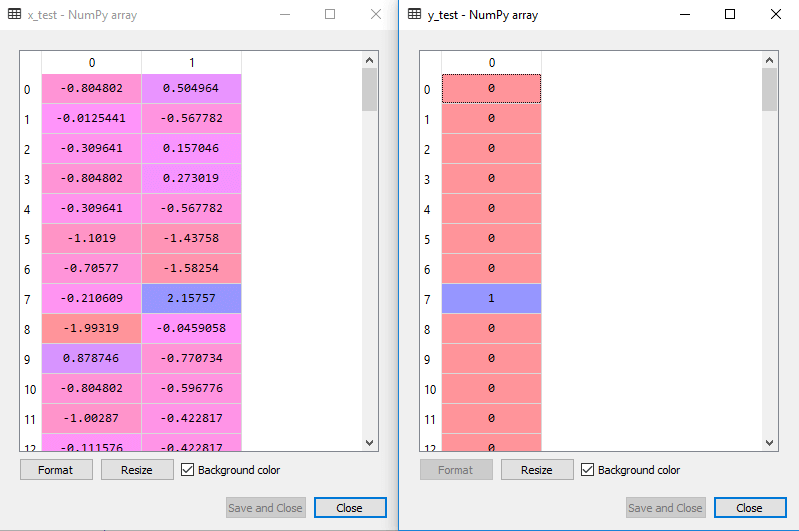 x_test - NumPy array
0 1
0 -0.804802 0.504964
1 -0.0125441 -0.567782
2 -0.309641 0.157046
3 -0.804802 0.273019
4 -0.309641 -0.567782
5 -1.1019 -1.43758
6 -0.70577 -1.58254
7 -0.210609 2.15757
8 -1.99319 -0.0459058
9 0.878746 -0.770734
10 -0.804802 -0.596776
11 -1.00287 -0.422817
12 -0.111576 -0.422817
Format Resize Background color
Save and Close Close
y_test - NumPy array
0
0 0
1 0
2 0
3 0
4 0
5 0
6 0
7 1
8 0
9 0
10 0
11 0
12 0
Format Resize Background color
Save and Close Close